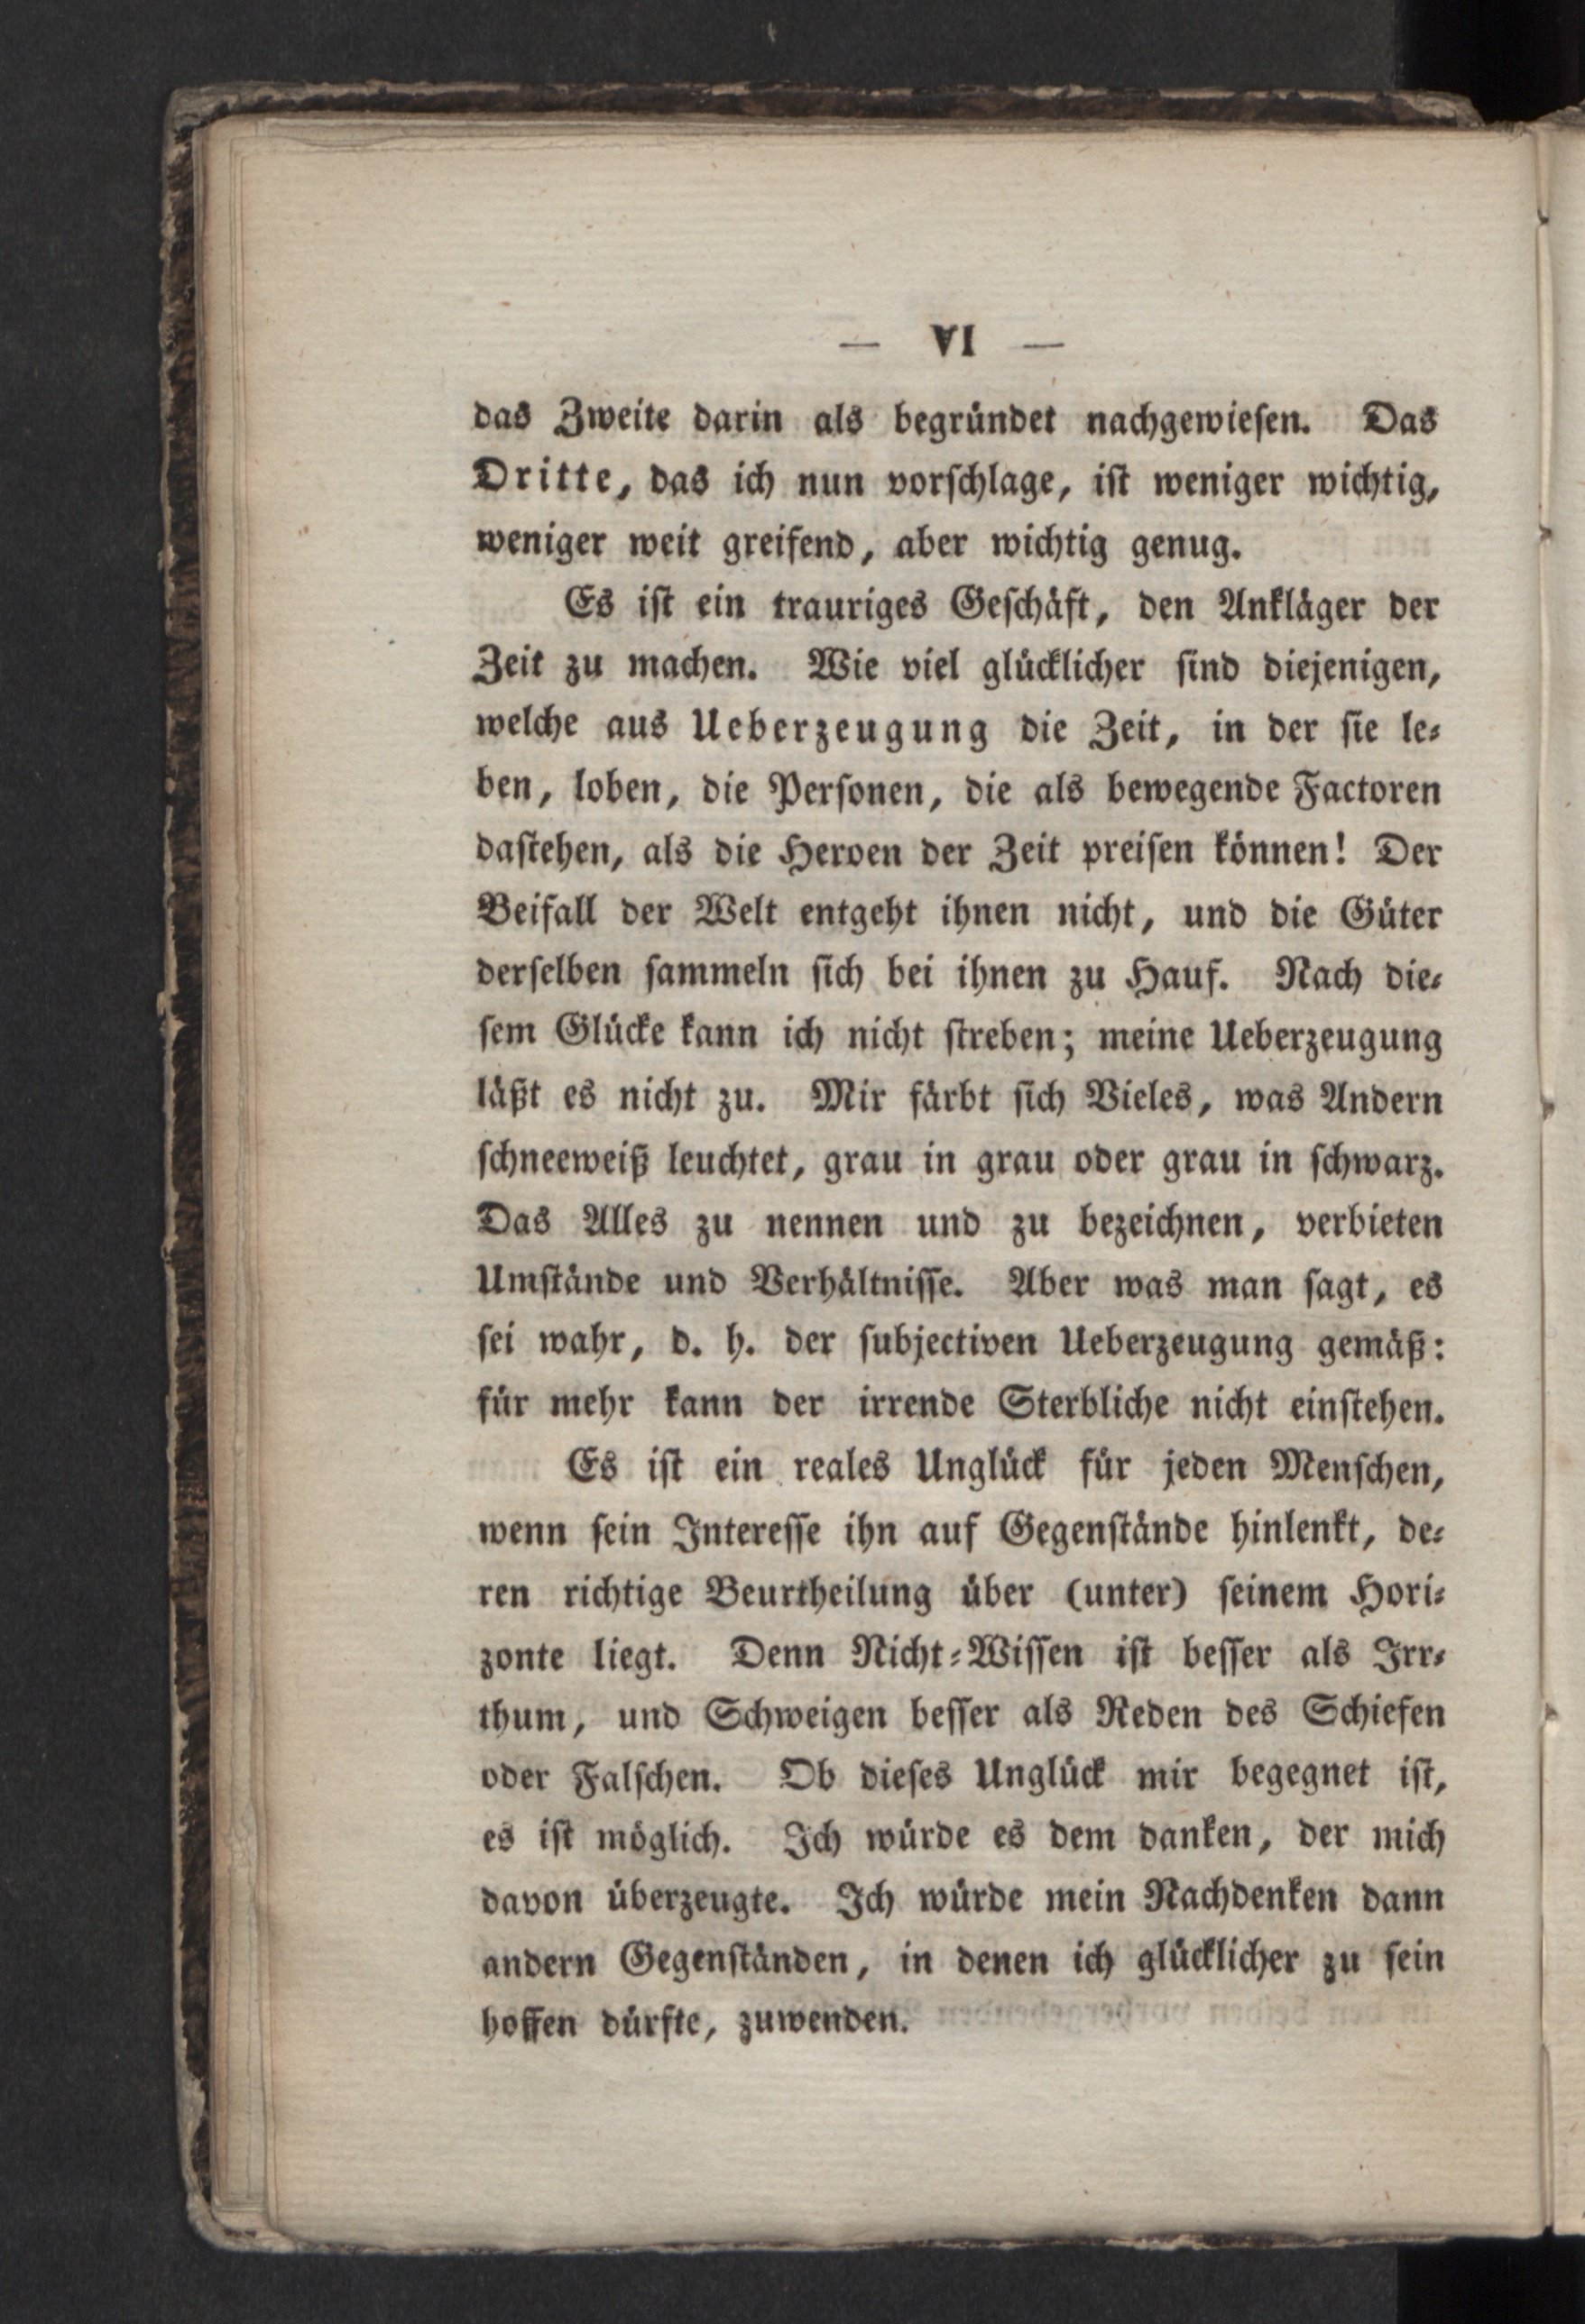 — VI —
das Zweite darin als begründet nachgewiesen. Das
Dritte, das ich nun vorschlage, ist weniger wichtig,
weniger weit greifend, aber wichtig genug.
Es ist ein trauriges Geschäft, den Ankläger der
Zeit zu machen. Wie viel glücklicher sind diejenigen,
welche aus Ueberzeugung die Zeit, in der sie le-
ben, loben, die Personen, die als bewegende Factoren
dastehen, als die Heroen der Zeit preisen können! Der
Beifall der Welt entgeht ihnen nicht, und die Güter
derselben sammeln sich bei ihnen zu Hauf. Nach die-
sem Glücke kann ich nicht streben; meine Ueberzeugung
läßt es nicht zu. Mir färbt sich Vieles, was Andern
schneeweiß leuchtet, grau in grau oder grau in schwarz.
Das Alles zu nennen und zu bezeichnen, verbieten
Umstände und Verhältnisse. Aber was man sagt, es
sei wahr, d. h. der subjectiven Ueberzeugung gemäß:
für mehr kann der irrende Sterbliche nicht einstehen.
Es ist ein reales Unglück für jeden Menschen,
wenn sein Interesse ihn auf Gegenstände hinlenkt, de-
ren richtige Beurtheilung über (unter) seinem Hori-
zonte liegt. Denn Nicht-Wissen ist besser als Irr-
thum, und Schweigen besser als Reden des Schiefen
oder Falschen. Ob dieses Unglück mir begegnet ist,
es ist möglich. Ich würde es dem danken, der mich
davon überzeugte. Ich würde mein Nachdenken dann
andern Gegenständen, in denen ich glücklicher zu sein
hoffen dürfte, zuwenden.